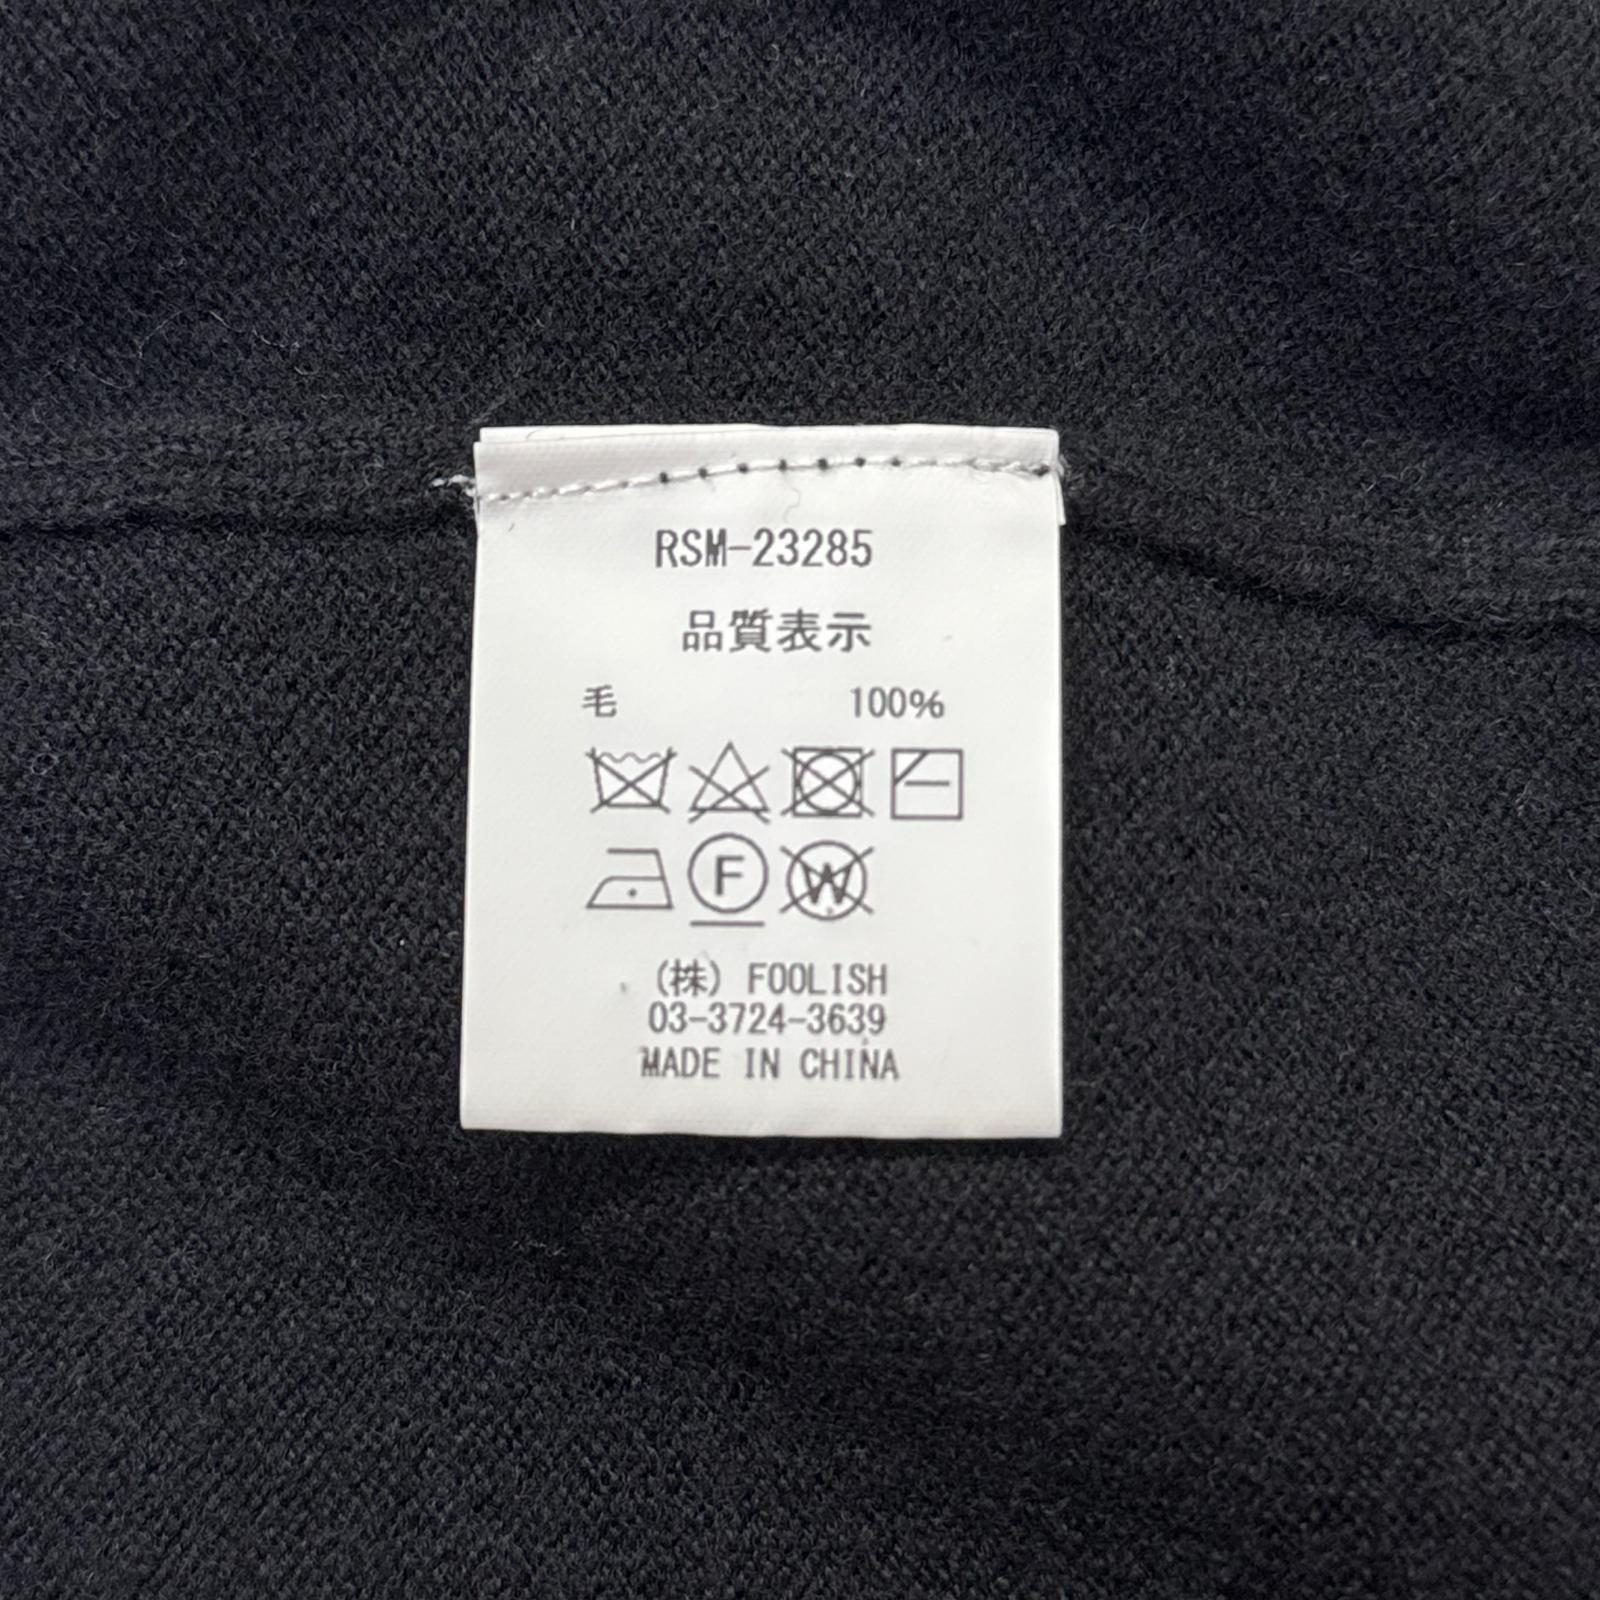 RSM-23285
品質表示
毛 100%
F W
(株) FOOLISH
03-3724-3639
MADE IN CHINA